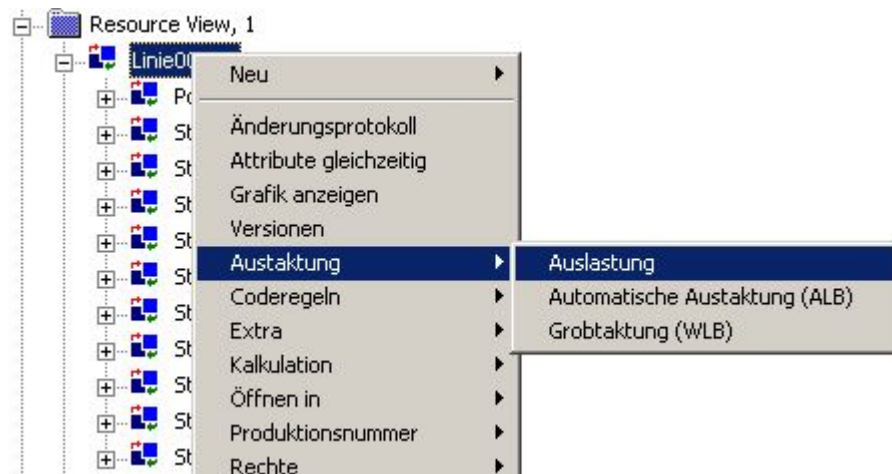 Resource View, 1
Linie00
Neu
Änderungsprotokoll
Attribute gleichzeitig
Grafik anzeigen
Versionen
Austaktung
Auslastung
Coderegeln
Automatische Austaktung (ALB)
Extra
Grobtaktung (WLB)
Kalkulation
Öffnen in
Produktionsnummer
Rechte